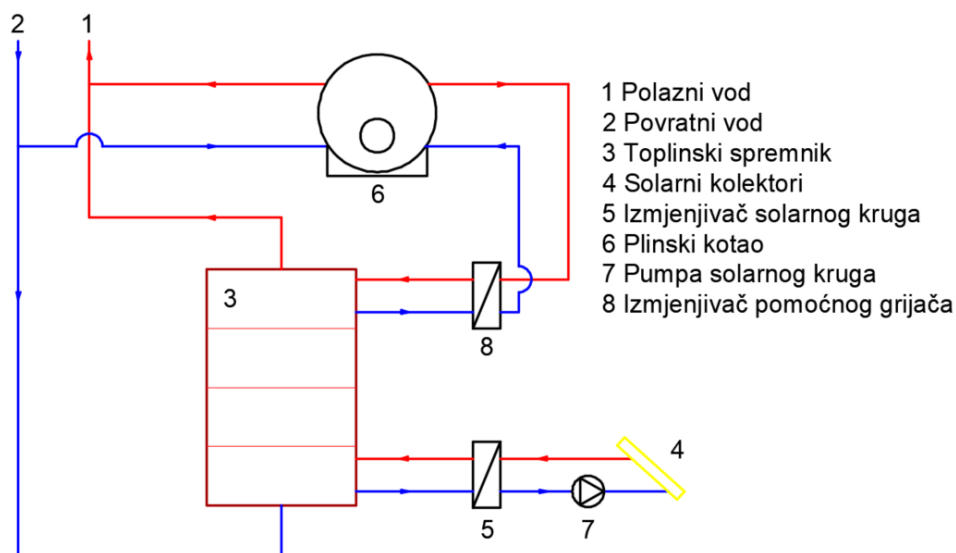 2
1
1 Polazni vod
2 Povratni vod
3 Toplinski spremnik
4 Solarni kolektori
5 Izmjenjivač solarnog kruga
6 Plinski kotao
7 Pumpa solarnog kruga
8 Izmjenjivač pomoćnog grijača
6
3
8
4
5
7